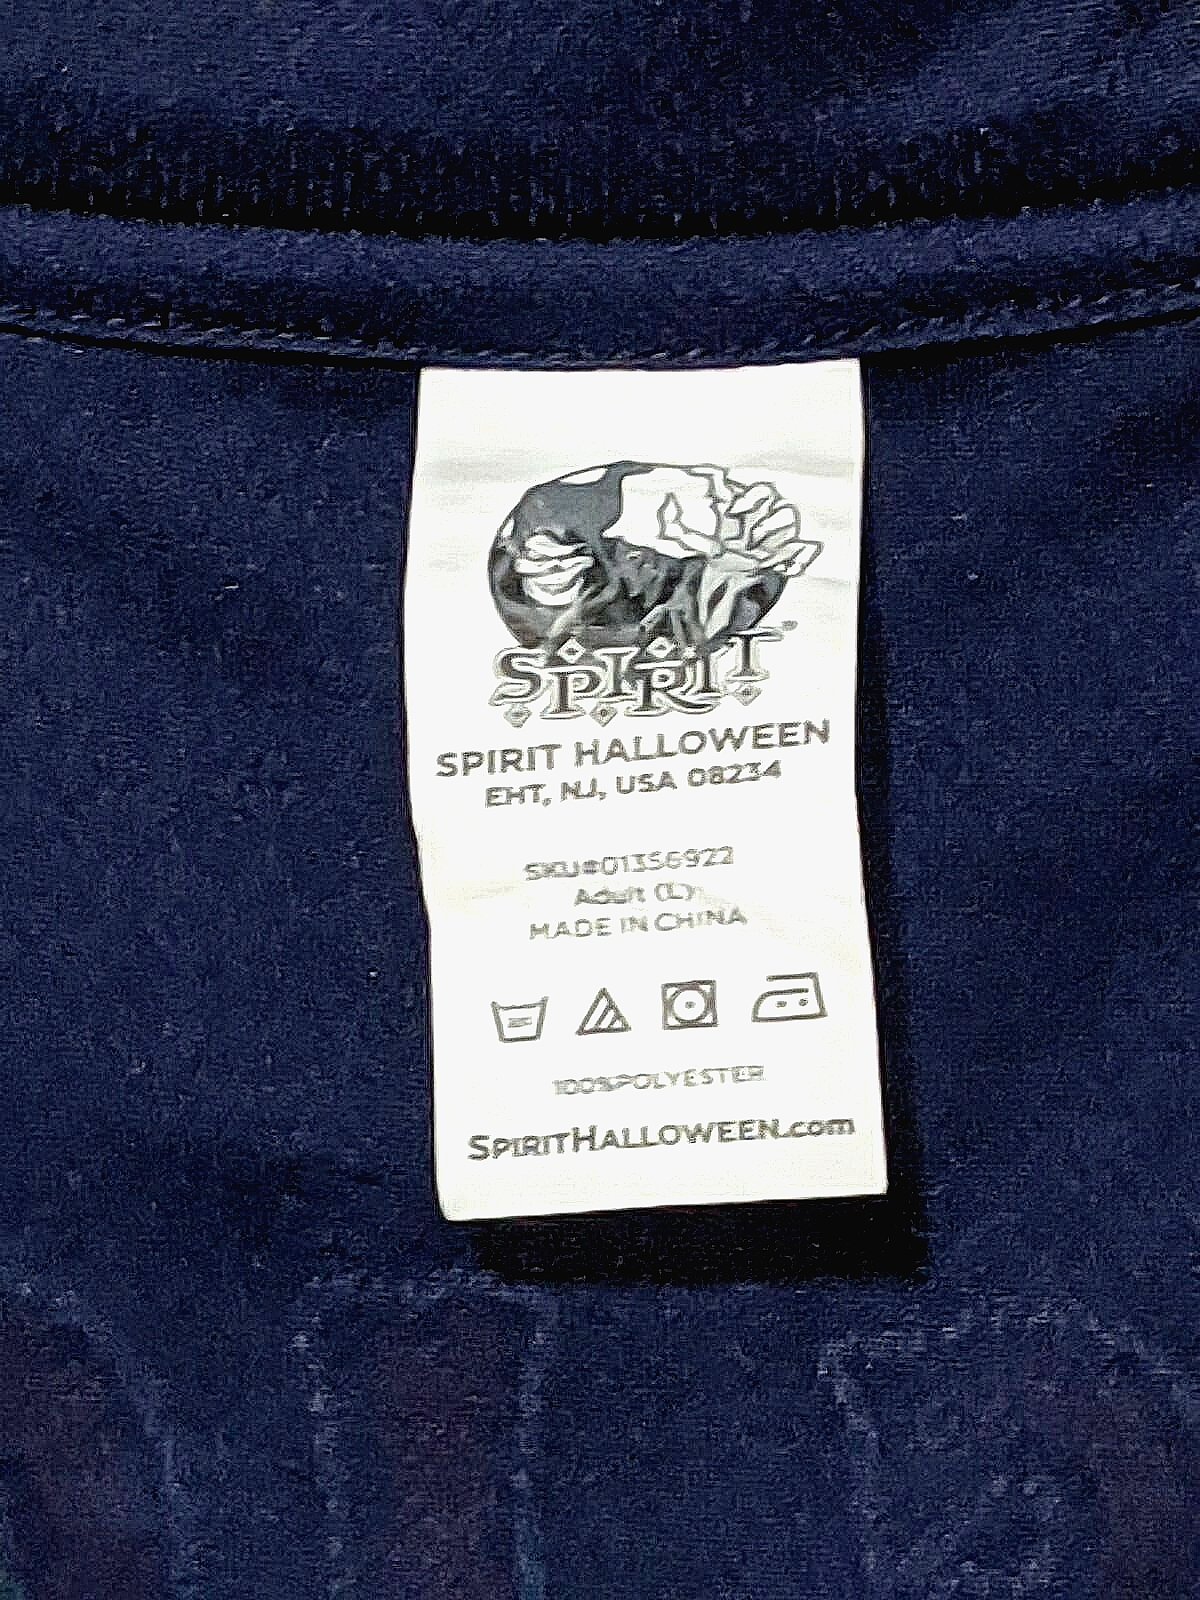 SPIRIT
SPIRIT HALLOWEEN
EHT, NJ, USA 08234
SKU#01356922
Adult (L)
MADE IN CHINA
100%POLYESTER
SPIRITHALLOWEEN.com